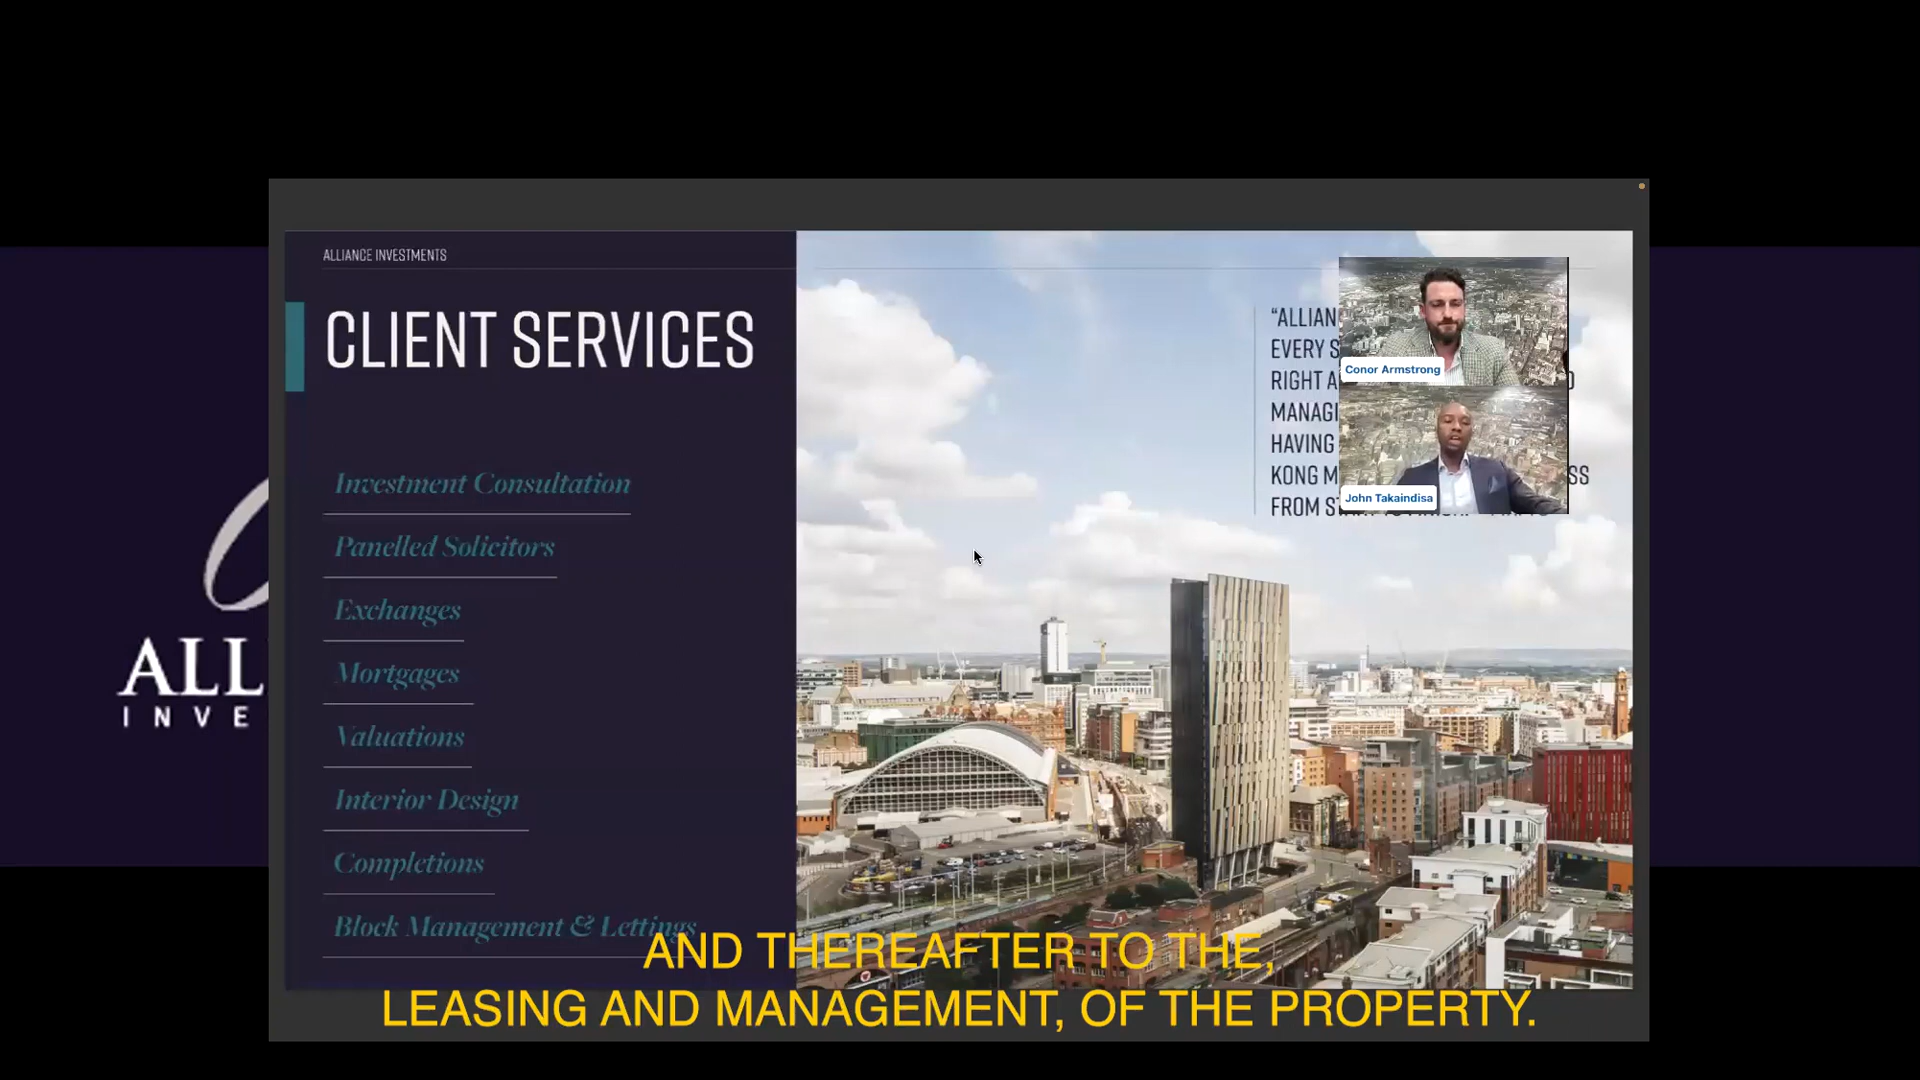 ALLIANCE INVESTMENTS
CLIENT SERVICES
Investment Consultation
Panelled Solicitors
Exchanges
Mortgages
Valuations
Interior Design
Completions
Block Management & Lettings
“ALLIAN
EVERY S
RIGHT A
MANAG
HAVING
KONG M SS
FROM
Conor Armstrong
John Takaindisa
ALL
INVE
AND THEREAFTER TO THE,
LEASING AND MANAGEMENT, OF THE PROPERTY.